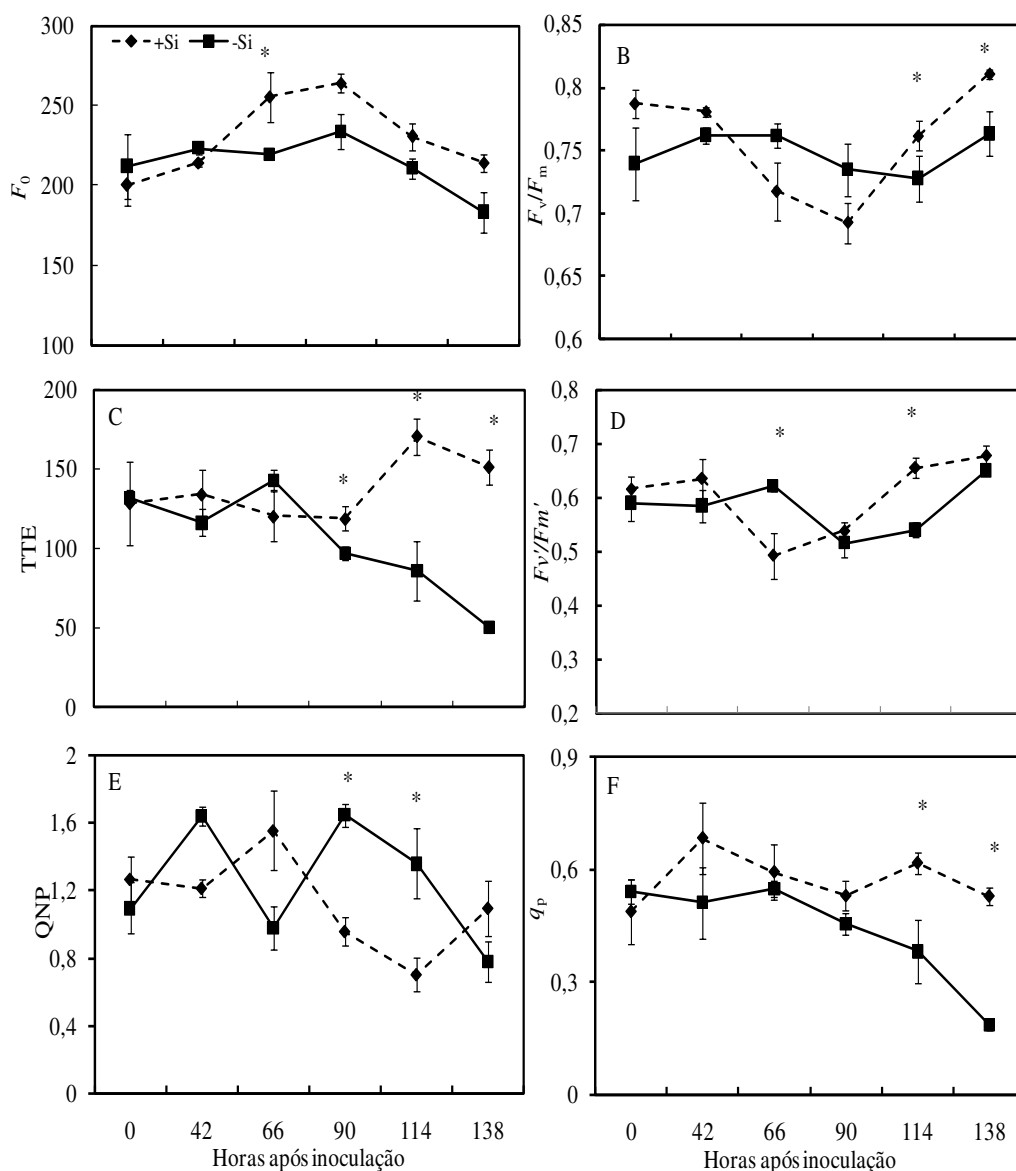 +Si -Si
*
F0
300
250
200
150
100
B
* *
Fv/Fm
0,85
0,8
0,75
0,7
0,65
0,6
C
* * *
TTE
200
150
100
50
0
D
* *
Fv'/Fm'
0,8
0,7
0,6
0,5
0,4
0,3
0,2
E
* *
QNP
2
1,6
1,2
0,8
0,4
0
0 42 66 90 114 138
Horas após inoculação
F
* *
qp
0,9
0,6
0,3
0
0 42 66 90 114 138
Horas após inoculação